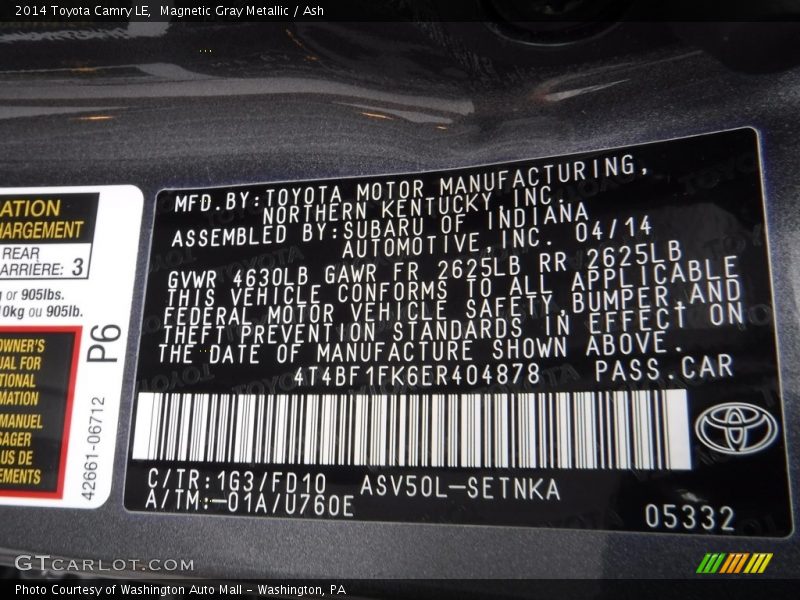 2014 Toyota Camry LE,  Magnetic Gray Metallic / Ash
MFD.BY:TOYOTA MOTOR MANUFACTURING,
NORTHERN KENTUCKY INC.
ASSEMBLED BY:SUBARU OF INDIANA
AUTOMOTIVE,INC. 04/14
GVWR 4630LB GAWR FR 2625LB RR 2625LB
THIS VEHICLE CONFORMS TO ALL APPLICABLE
FEDERAL MOTOR VEHICLE SAFETY,BUMPER,AND
THEFT PREVENTION STANDARDS IN EFFECT ON
THE DATE OF MANUFACTURE SHOWN ABOVE.
4T4BF1FK6ER404878 PASS.CAR
C/TR:1G3/FD10 ASV50L-SETNKA
A/TM:-01A/U760E
05332
ATION
HARGEMENT
REAR
ARRIÈRE: 3
or 905lbs.
0kg ou 905lb.
OWNER'S
UAL FOR
TIONAL
MATION
MANUEL
SAGER
LUS DE
EMENTS
P6
42661-06712
GTCARLOT.COM
Photo Courtesy of Washington Auto Mall - Washington, PA